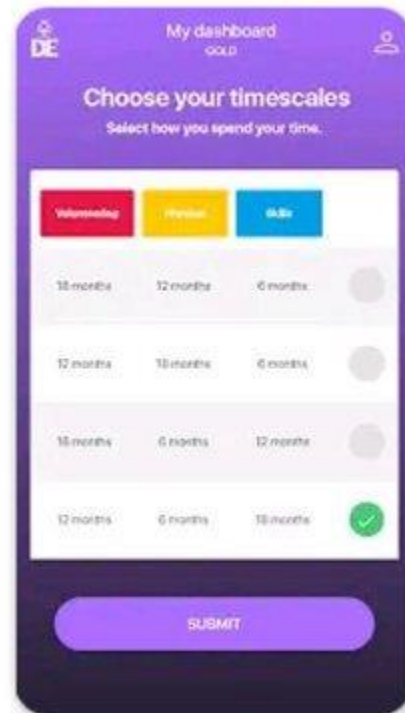 DE
My dashboard
GOLD
Choose your timescales
Select how you spend your time.
Volunteering Physical Skills
18 months 12 months 6 months
12 months 18 months 6 months
18 months 6 months 12 months
12 months 6 months 18 months
SUBMIT